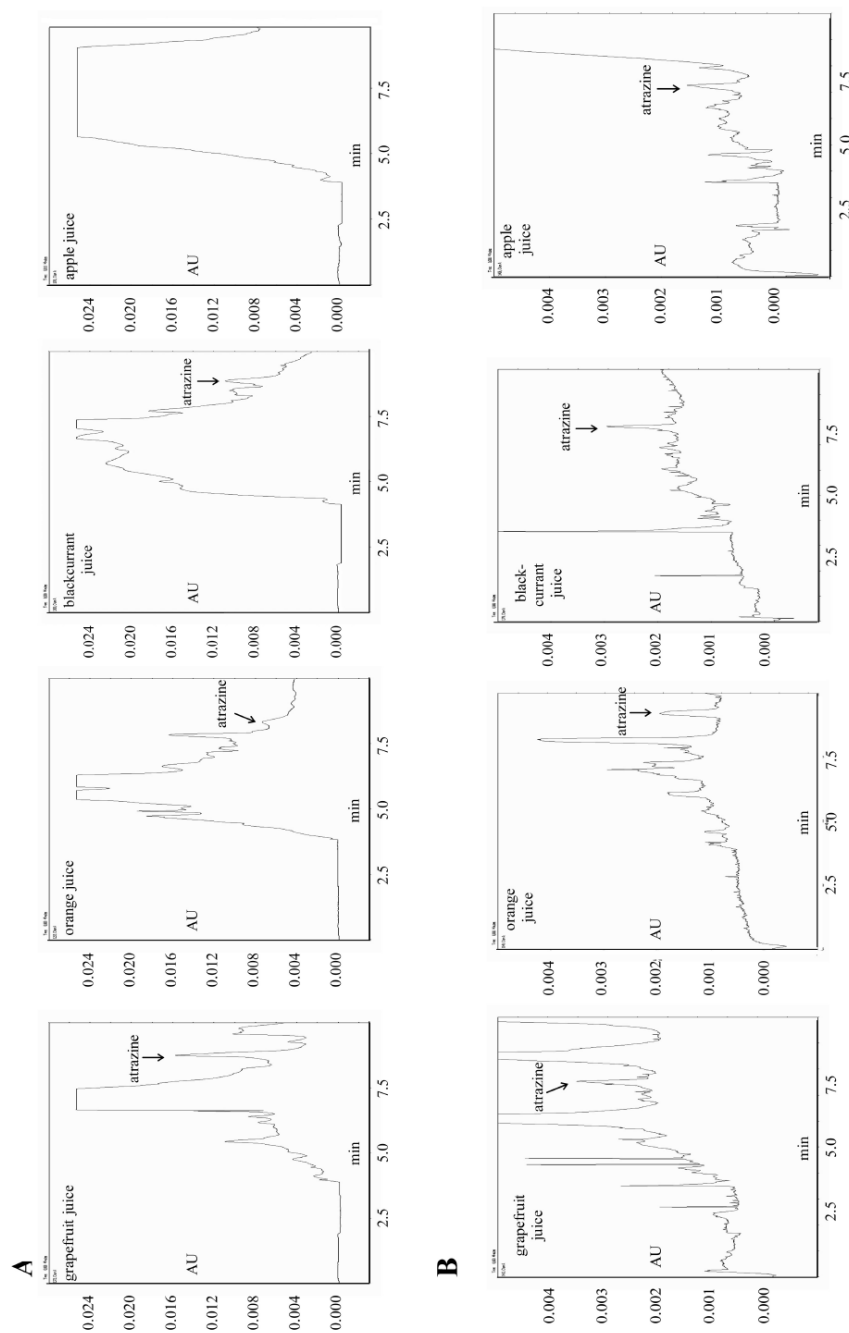 A
grapefruit juice
0.024
0.020
0.016
0.012
0.008
0.004
0.000
AU
atrazine
min
2.5 5.0 7.5
orange juice
0.024
0.020
0.016
0.012
0.008
0.004
0.000
AU
atrazine
min
2.5 5.0 7.5
blackcurrant
juice
0.024
0.020
0.016
0.012
0.008
0.004
0.000
AU
atrazine
min
2.5 5.0 7.5
apple juice
0.024
0.020
0.016
0.012
0.008
0.004
0.000
AU
min
2.5 5.0 7.5
B
grapefruit
juice
0.004
0.003
0.002
0.001
0.000
AU
atrazine
min
2.5 5.0 7.5
orange
juice
0.004
0.003
0.002
0.001
0.000
AU
atrazine
min
2.5 5.0 7.5
black-
currant
juice
0.004
0.003
0.002
0.001
0.000
AU
atrazine
min
2.5 5.0 7.5
apple
juice
0.004
0.003
0.002
0.001
0.000
AU
atrazine
min
2.5 5.0 7.5